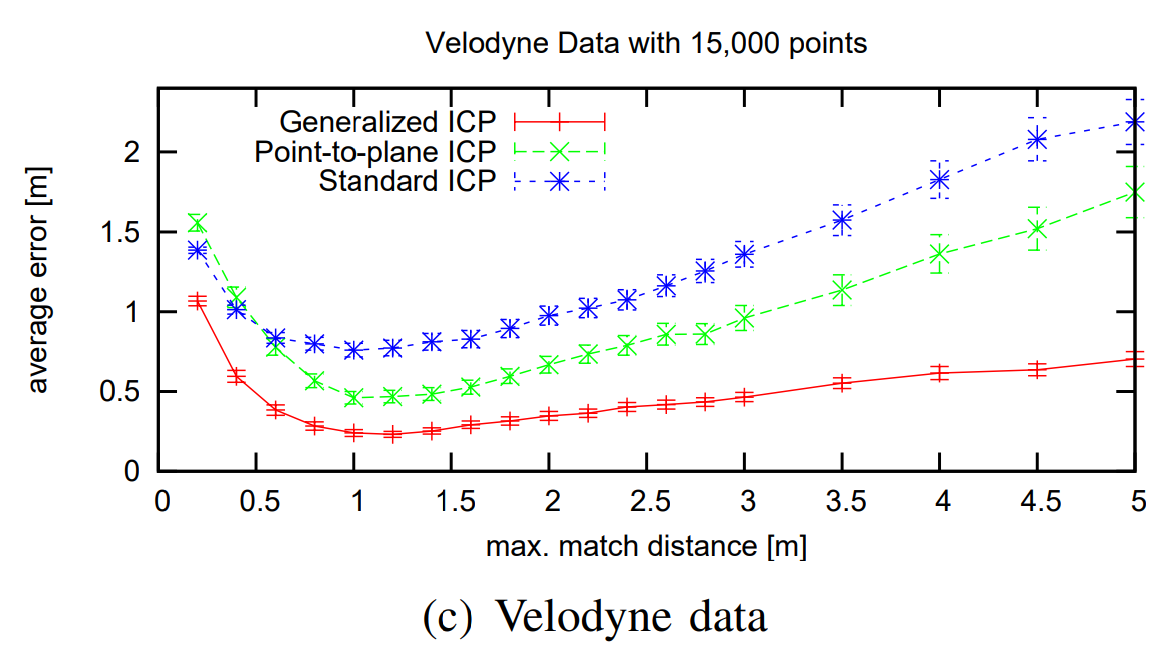 Velodyne Data with 15,000 points
Generalized ICP
Point-to-plane ICP
Standard ICP
average error [m]
2
1.5
1
0.5
0
0 0.5 1 1.5 2 2.5 3 3.5 4 4.5 5
max. match distance [m]
(c) Velodyne data